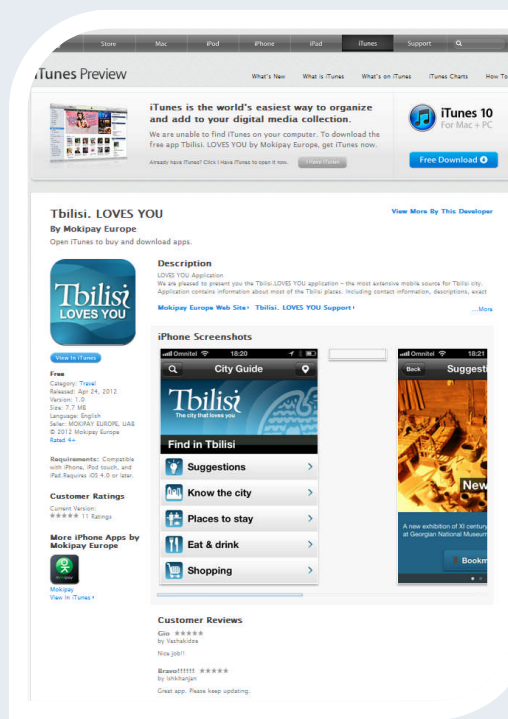 Store Mac iPod iPhone iPad iTunes Support
iTunes Preview
What's New What is iTunes What's on iTunes iTunes Charts How To
iTunes is the world's easiest way to organize
and add to your digital media collection.
We are unable to find iTunes on your computer. To download the
free app Tbilisi. LOVES YOU by Mokipay Europe, get iTunes now.
Already have iTunes? Click I Have iTunes to open it now.
I Have iTunes
iTunes 10
For Mac + PC
Free Download
Tbilisi. LOVES YOU
View More By This Developer
By Mokipay Europe
Open iTunes to buy and download apps.
Tbilisi
LOVES YOU
View In iTunes
Free
Category: Travel
Released: Apr 24, 2012
Version: 1.0
Size: 7.7 MB
Language: English
Seller: MOKIPAY EUROPE, UAB
© 2012 Mokipay Europe
Rated 4+
Requirements: Compatible
with iPhone, iPod touch, and
iPad.Requires iOS 4.0 or later.
Customer Ratings
Current Version:
★★★★★ 11 Ratings
More iPhone Apps by
Mokipay Europe
Mokipay
View In iTunes
Description
LOVES YOU Application
We are pleased to present you the Tbilisi.LOVES YOU application – the most extensive mobile source for Tbilisi city.
Application contains information about most of the Tbilisi places. Including contact information, descriptions, exact
Mokipay Europe Web Site Tbilisi. LOVES YOU Support
...More
iPhone Screenshots
Omnitel 18:20
City Guide
Tbilisi
The city that loves you
Find in Tbilisi
Suggestions
Know the city
Places to stay
Eat & drink
Shopping
Omnitel 18:21
Back Suggesti
New
A new exhibition of XI century
at Georgian National Museum
Bookm
Customer Reviews
Gio ★★★★★
by Vashakidze
Nice job!!
Bravo!!!!!! ★★★★★
by Ishkhanjan
Great app. Please keep updating.